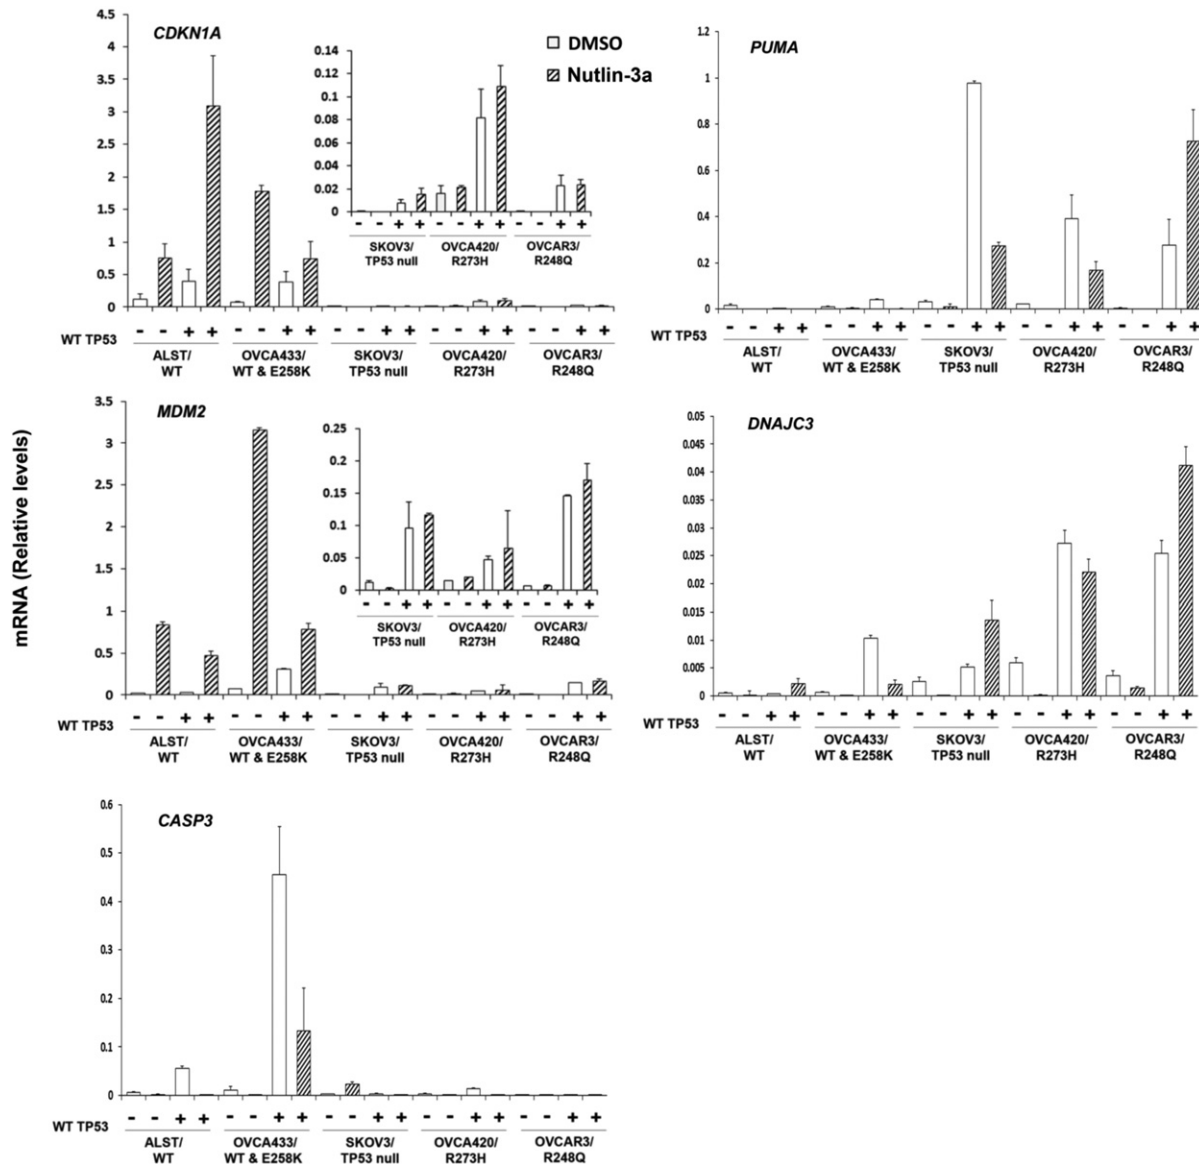 CDKN1A
4.5
4
3.5
3
2.5
2
1.5
1
0.5
0
0.14
0.12
0.1
0.08
0.06
0.04
0.02
0
- - + + - - + + - - + +
SKOV3/ OVCA420/ OVCAR3/
TP53 null R273H R248Q
DMSO
Nutlin-3a
WT TP53 - - + + - - + + - - + + - - + + - - + +
ALST/ OVCA433/ SKOV3/ OVCA420/ OVCAR3/
WT WT & E258K TP53 null R273H R248Q
PUMA
1.2
1
0.8
0.6
0.4
0.2
0
WT TP53 - - + + - - + + - - + + - - + + - - + +
ALST/ OVCA433/ SKOV3/ OVCA420/ OVCAR3/
WT WT & E258K TP53 null R273H R248Q
mRNA (Relative levels)
MDM2
3.5
3
2.5
2
1.5
1
0.5
0
0.25
0.2
0.15
0.1
0.05
0
- - + + - - + + - - + +
SKOV3/ OVCA420/ OVCAR3/
TP53 null R273H R248Q
WT TP53 - - + + - - + + - - + + - - + + - - + +
ALST/ OVCA433/ SKOV3/ OVCA420/ OVCAR3/
WT WT & E258K TP53 null R273H R248Q
DNAJC3
0.05
0.045
0.04
0.035
0.03
0.025
0.02
0.015
0.01
0.005
0
WT TP53 - - + + - - + + - - + + - - + + - - + +
ALST/ OVCA433/ SKOV3/ OVCA420/ OVCAR3/
WT WT & E258K TP53 null R273H R248Q
CASP3
0.6
0.5
0.4
0.3
0.2
0.1
0
WT TP53 - - + + - - + + - - + + - - + + - - + +
ALST/ OVCA433/ SKOV3/ OVCA420/ OVCAR3/
WT WT & E258K TP53 null R273H R248Q